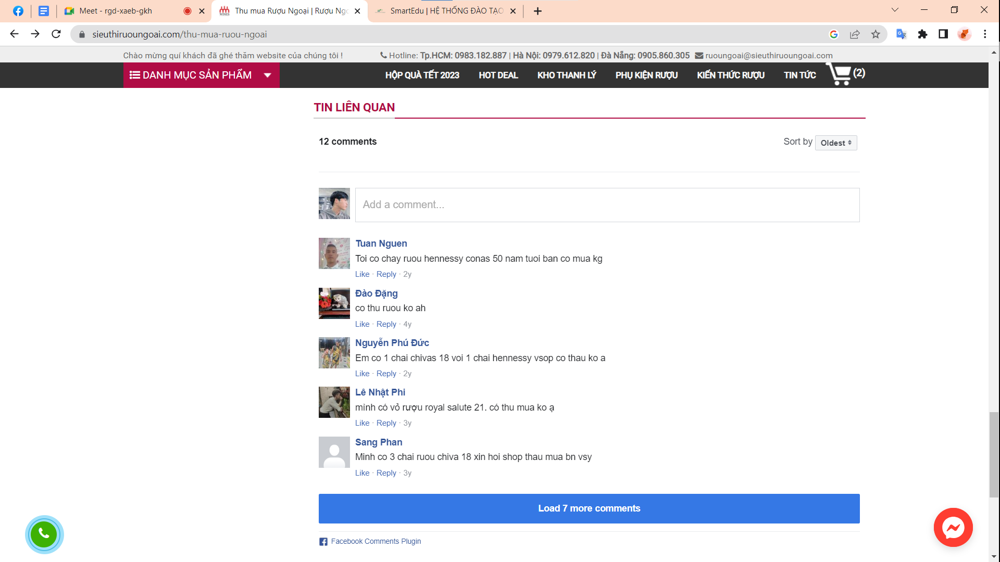 Meet - rgd-xaeb-gkh
Thu mua Rượu Ngoại | Rượu Ngo
SmartEdu | HỆ THỐNG ĐÀO TẠO
sieuthiruoungoai.com/thu-mua-ruou-ngoai
Chào mừng quí khách đã ghé thăm website của chúng tôi !
Hotline: Tp.HCM: 0983.182.887 | Hà Nội: 0979.612.820 | Đà Nẵng: 0905.860.305 ruoungoai@sieuthiruoungoai.com
DANH MỤC SẢN PHẨM
HỘP QUÀ TẾT 2023 HOT DEAL KHO THANH LÝ PHỤ KIỆN RƯỢU KIẾN THỨC RƯỢU TIN TỨC (2)
TIN LIÊN QUAN
12 comments
Sort by Oldest
Add a comment...
Tuan Nguen
Toi co chay ruou hennessy conas 50 nam tuoi ban co mua kg
Like · Reply · 2y
Đào Đặng
co thu ruou ko ah
Like · Reply · 4y
Nguyễn Phú Đức
Em co 1 chai chivas 18 voi 1 chai hennessy vsop co thau ko a
Like · Reply · 2y
Lê Nhật Phi
mình có vỏ rượu royal salute 21. có thu mua ko ạ
Like · Reply · 3y
Sang Phan
Minh co 3 chai ruou chiva 18 xin hoi shop thau mua bn vsy
Like · Reply · 3y
Load 7 more comments
Facebook Comments Plugin